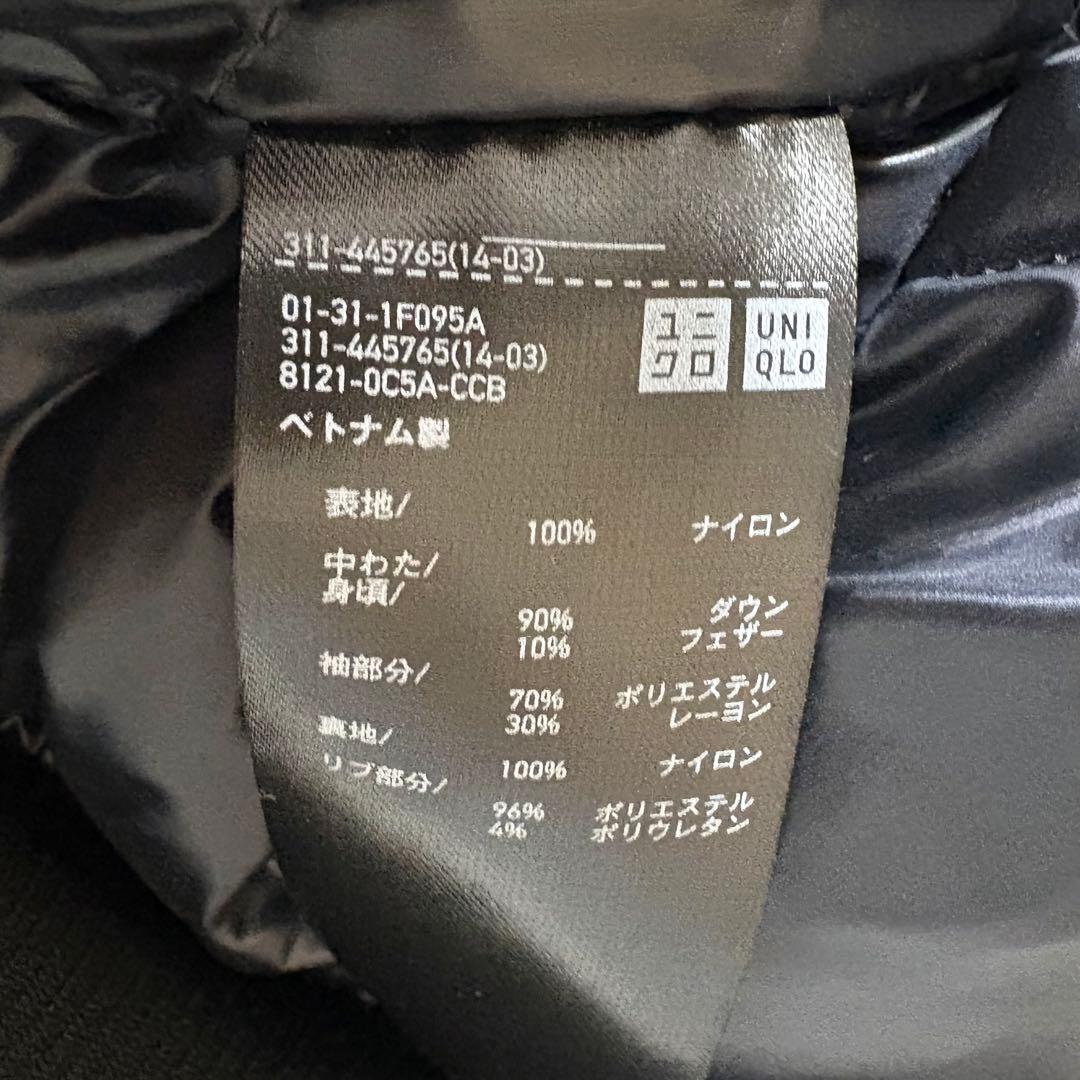 311-445765(14-03)
01-31-1F095A
311-445765(14-03)
8121-0C5A-CCB
ユニ
クロ
UNI
QLO
ベトナム製
表地/
100% ナイロン
中わた/
身頃/
90% ダウン
10% フェザー
袖部分/
70% ポリエステル
30% レーヨン
裏地/
100% ナイロン
リブ部分/
96% ポリエステル
4% ポリウレタン